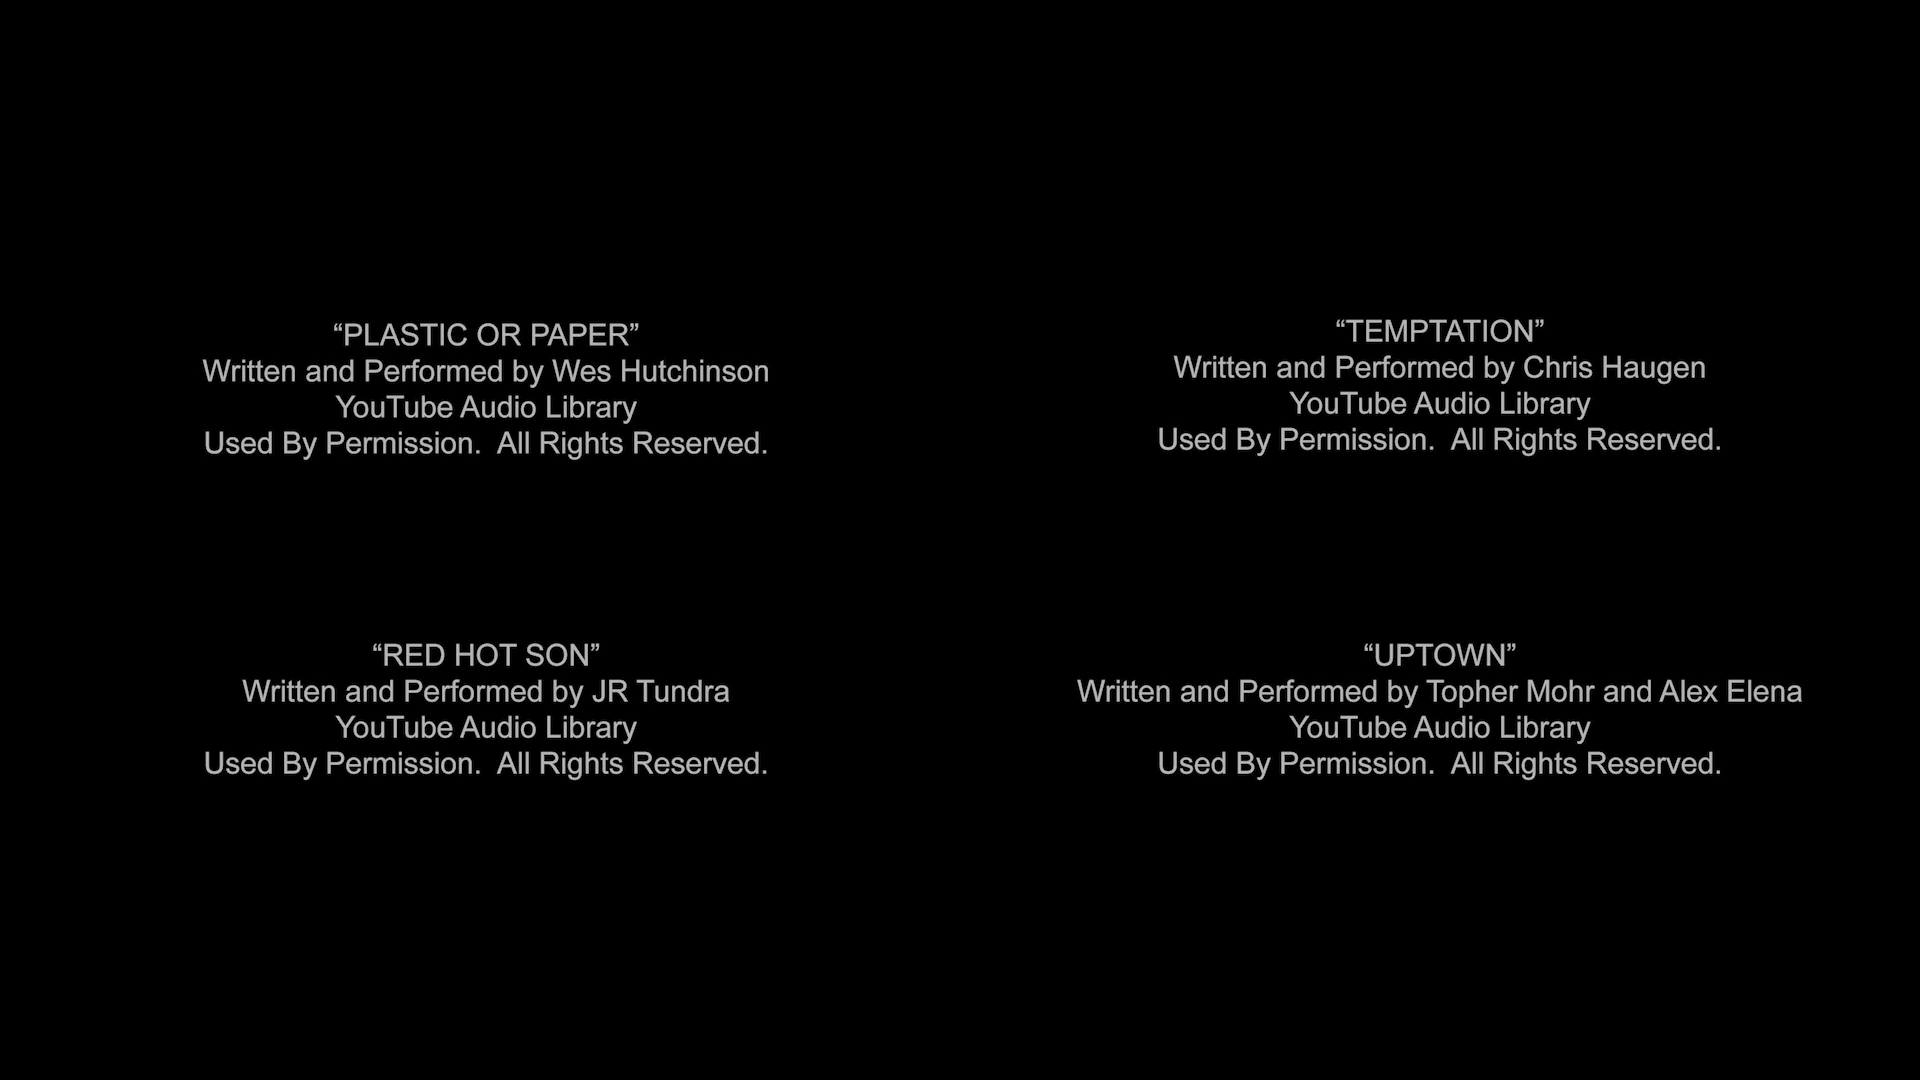 “PLASTIC OR PAPER”
Written and Performed by Wes Hutchinson
YouTube Audio Library
Used By Permission.  All Rights Reserved.
“TEMPTATION”
Written and Performed by Chris Haugen
YouTube Audio Library
Used By Permission.  All Rights Reserved.
“RED HOT SON”
Written and Performed by JR Tundra
YouTube Audio Library
Used By Permission.  All Rights Reserved.
“UPTOWN”
Written and Performed by Topher Mohr and Alex Elena
YouTube Audio Library
Used By Permission.  All Rights Reserved.